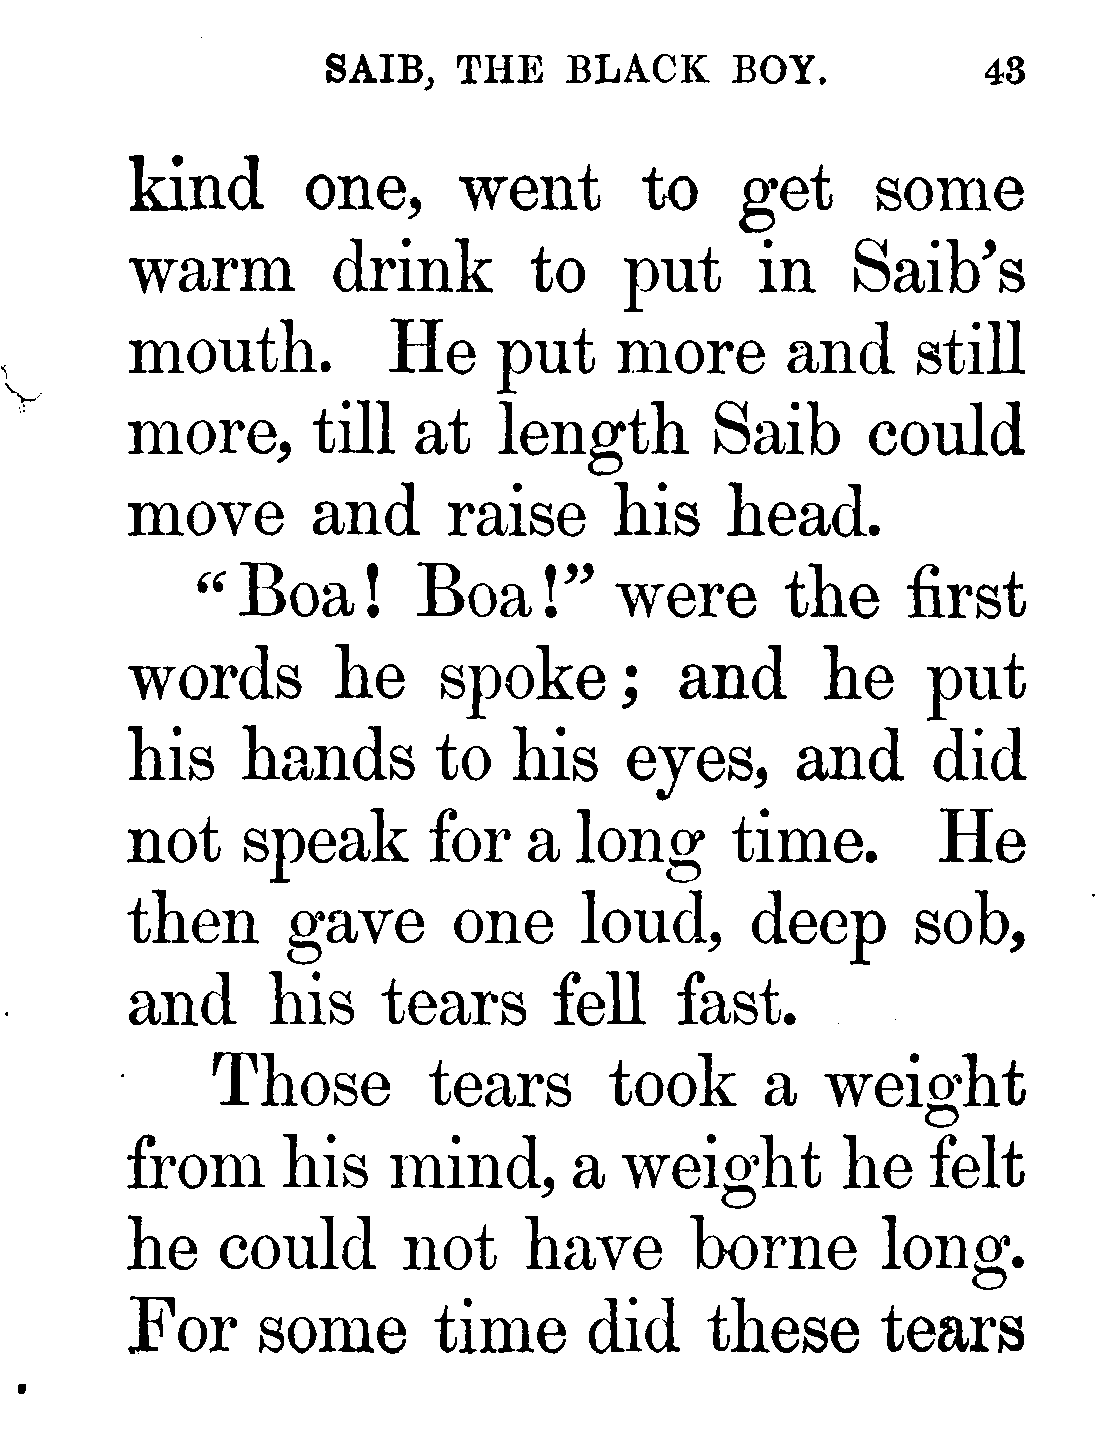 SAIB, THE BLACK BOY. 43
kind one, went to get some
warm drink to put in Saib's
mouth. He put more and still
more, till at length Saib could
move and raise his head.
"Boa! Boa!" were the first
words he spoke; and he put
his hands to his eyes, and did
not speak for a long time. He
then gave one loud, deep sob,
and his tears fell fast.
Those tears took a weight
from his mind, a weight he felt
he could not have borne long.
For some time did these tears